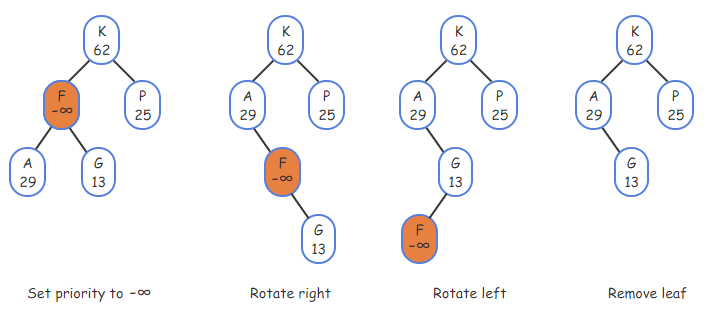 K
62
F
-∞
P
25
A
29
G
13
Set priority to -∞
K
62
A
29
P
25
F
-∞
G
13
Rotate right
K
62
A
29
P
25
G
13
F
-∞
Rotate left
K
62
A
29
P
25
G
13
Remove leaf